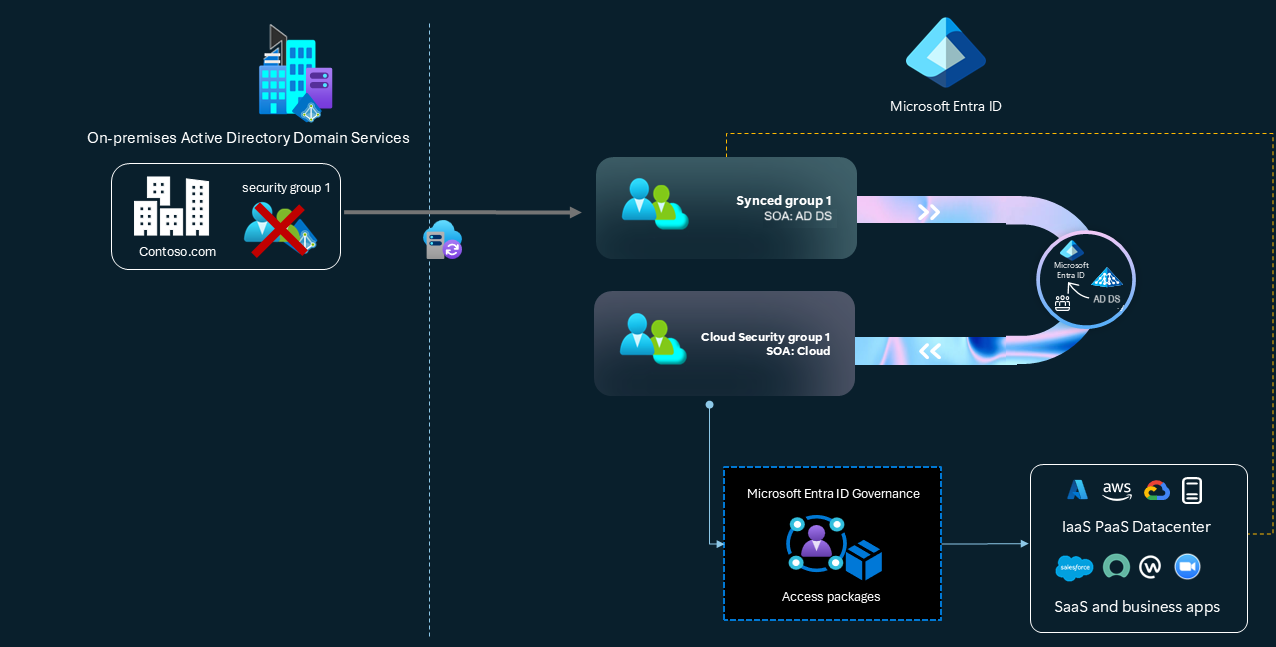 Microsoft Entra ID
On-premises Active Directory Domain Services
security group 1
Contoso.com
Synced group 1
SOA: AD DS
Microsoft
Entra ID
AD DS
Cloud Security group 1
SOA: Cloud
Microsoft Entra ID Governance
Access packages
aws
IaaS PaaS Datacenter
salesforce
SaaS and business apps